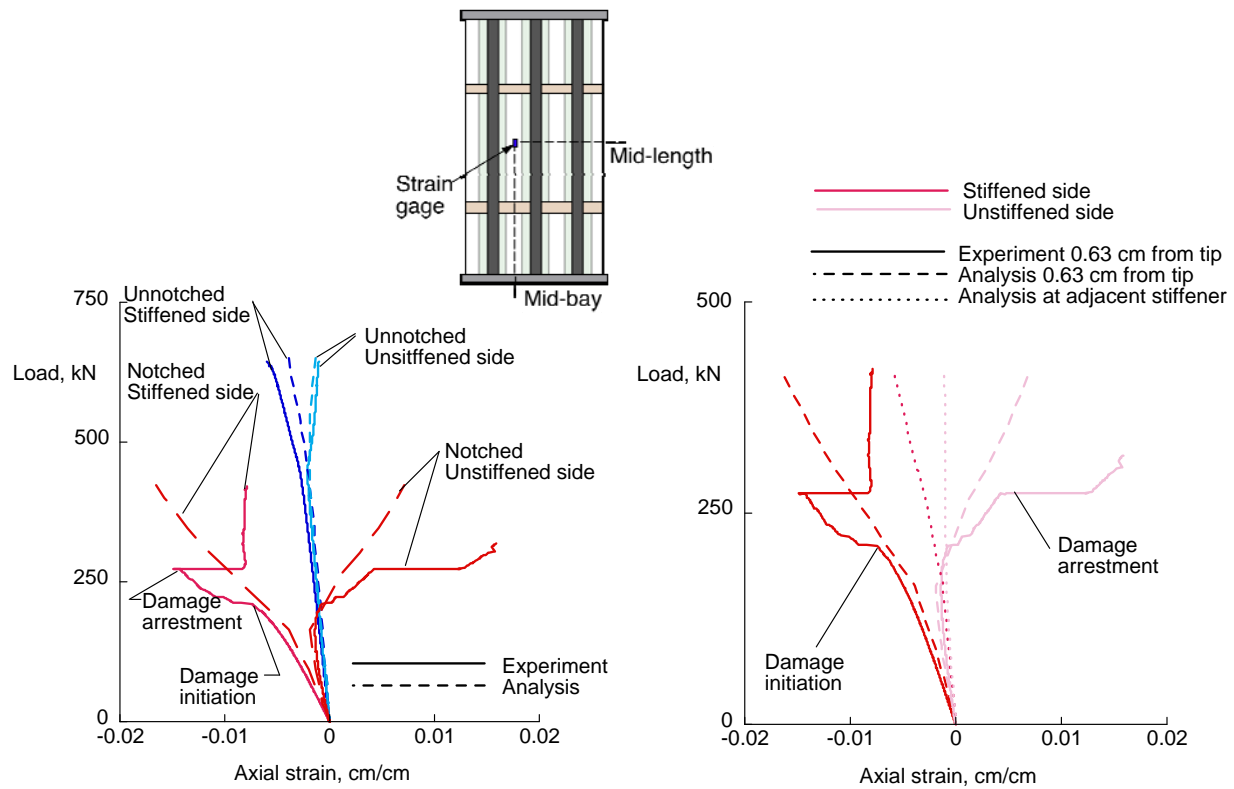 Mid-length
Strain
gage
Mid-bay
Unnotched
Stiffened side
Unnotched
Unsitffened side
Load, kN
Notched
Stiffened side
Notched
Unstiffened side
Damage
arrestment
Damage
initiation
Experiment
Analysis
750
500
250
0
-0.02
-0.01
0
0.01
0.02
Axial strain, cm/cm
Stiffened side
Unstiffened side
Experiment 0.63 cm from tip
Analysis 0.63 cm from tip
Analysis at adjacent stiffener
500
Load, kN
250
Damage
arrestment
Damage
initiation
0
-0.02
-0.01
0
0.01
0.02
Axial strain, cm/cm